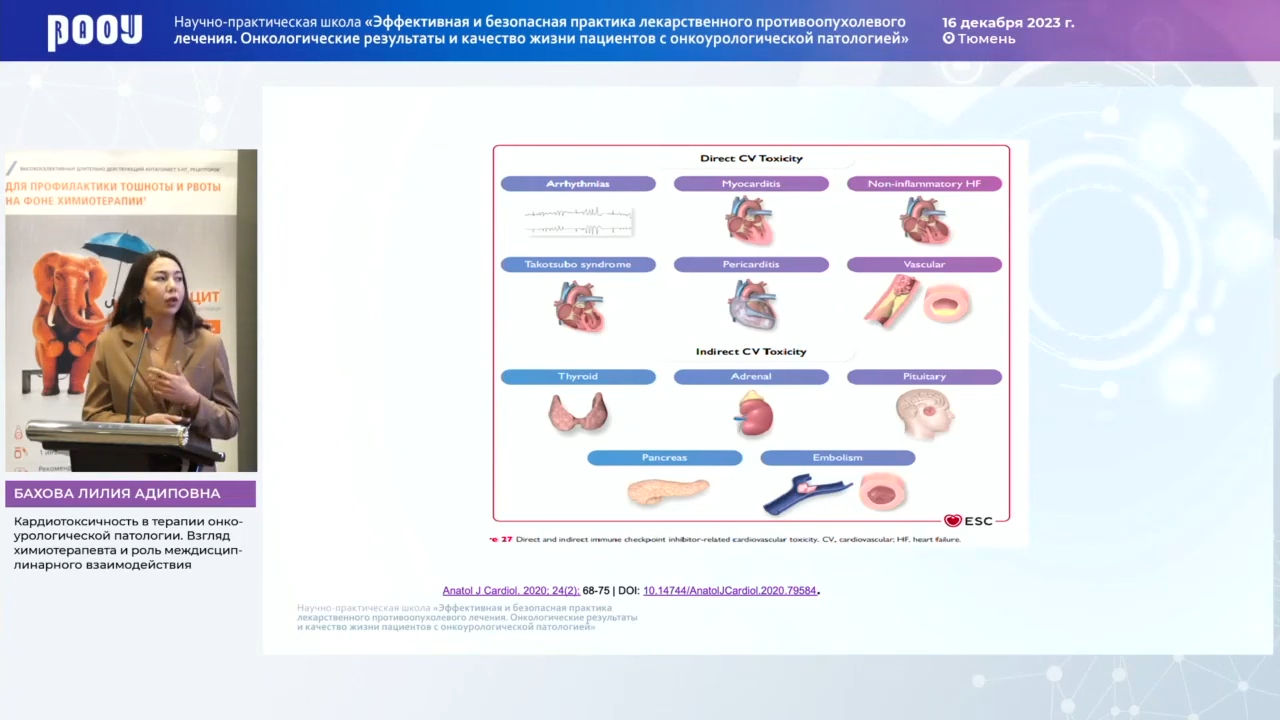 РАОУ
Научно-практическая школа «Эффективная и безопасная практика лекарственного противоопухолевого
лечения. Онкологические результаты и качество жизни пациентов с онкоурологической патологией»
16 декабря 2023 г.
Тюмень
ДЛЯ ПРОФИЛАКТИКИ ТОШНОТЫ И РВОТЫ
НА ФОНЕ ХИМИОТЕРАПИИ¹
БАХОВА ЛИЛИЯ АДИПОВНА
Кардиотоксичность в терапии онко-
урологической патологии. Взгляд
химиотерапевта и роль междисцип-
линарного взаимодействия
Direct CV Toxicity
Arrhythmias
Myocarditis
Non-inflammatory HF
Takotsubo syndrome
Pericarditis
Vascular
Indirect CV Toxicity
Thyroid
Adrenal
Pituitary
Pancreas
Embolism
ESC
re 27 Direct and indirect immune checkpoint inhibitor-related cardiovascular toxicity. CV, cardiovascular; HF, heart failure.
Anatol J Cardiol. 2020; 24(2): 68-75 | DOI: 10.14744/AnatolJCardiol.2020.79584.
Научно-практическая школа «Эффективная и безопасная практика
лекарственного противоопухолевого лечения. Онкологические результаты
и качество жизни пациентов с онкоурологической патологией»